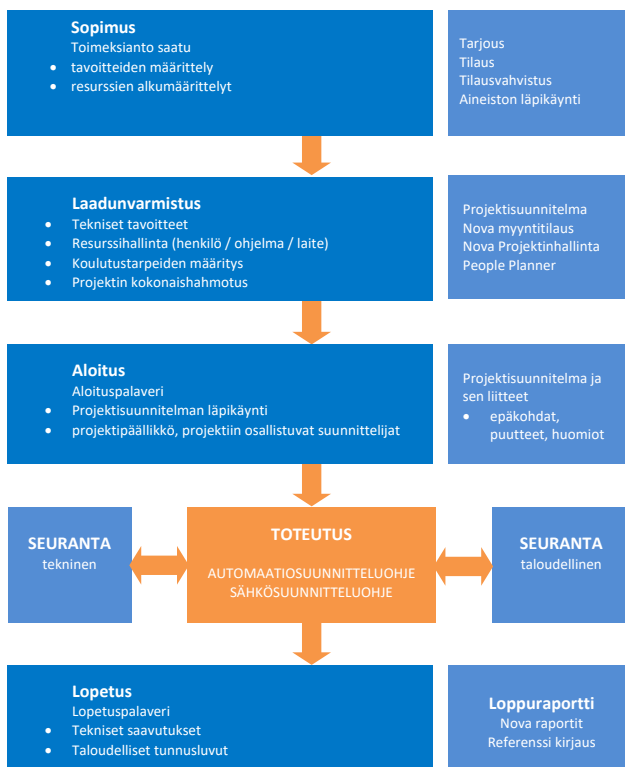 Sopimus
Toimeksianto saatu
• tavoitteiden määrittely
• resurssien alkumäärittelyt
Tarjous
Tilaus
Tilausvahvistus
Aineiston läpikäynti
Laadunvarmistus
• Tekniset tavoitteet
• Resurssihallinta (henkilö / ohjelma / laite)
• Koulutustarpeiden määritys
• Projektin kokonaishahmotus
Projektisuunnitelma
Nova myyntitilaus
Nova Projektinhallinta
People Planner
Aloitus
Aloituspalaveri
• Projektisuunnitelman läpikäynti
• projektipäällikkö, projektiin osallistuvat suunnittelijat
Projektisuunnitelma ja
sen liitteet
• epäkohdat,
puutteet, huomiot
SEURANTA
tekninen
TOTEUTUS
AUTOMAATIOSUUNNITTELUOHJE
SÄHKÖSUUNNITTELUOHJE
SEURANTA
taloudellinen
Lopetus
Lopetuspalaveri
• Tekniset saavutukset
• Taloudelliset tunnusluvut
Loppuraportti
Nova raportit
Referenssi kirjaus